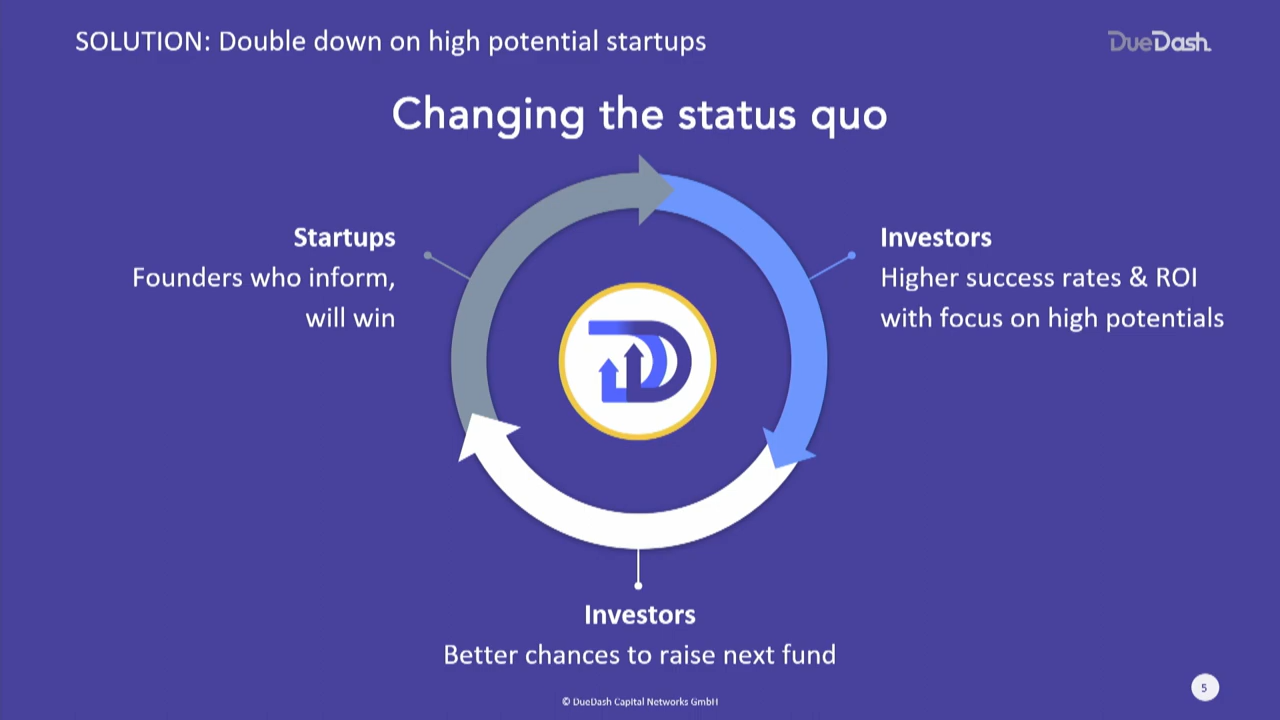 SOLUTION: Double down on high potential startups
DueDash
Changing the status quo
Startups
Founders who inform,
will win
Investors
Higher success rates & ROI
with focus on high potentials
Investors
Better chances to raise next fund
© DueDash Capital Networks GmbH
5